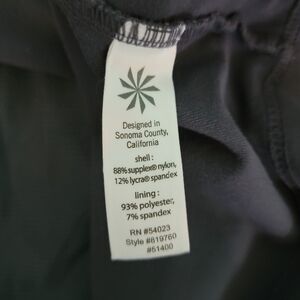 Designed in
Sonoma County,
California
shell :
88% supplex® nylon,
12% lycra® spandex
lining :
93% polyester,
7% spandex
RN #54023
Style #819760
#51400